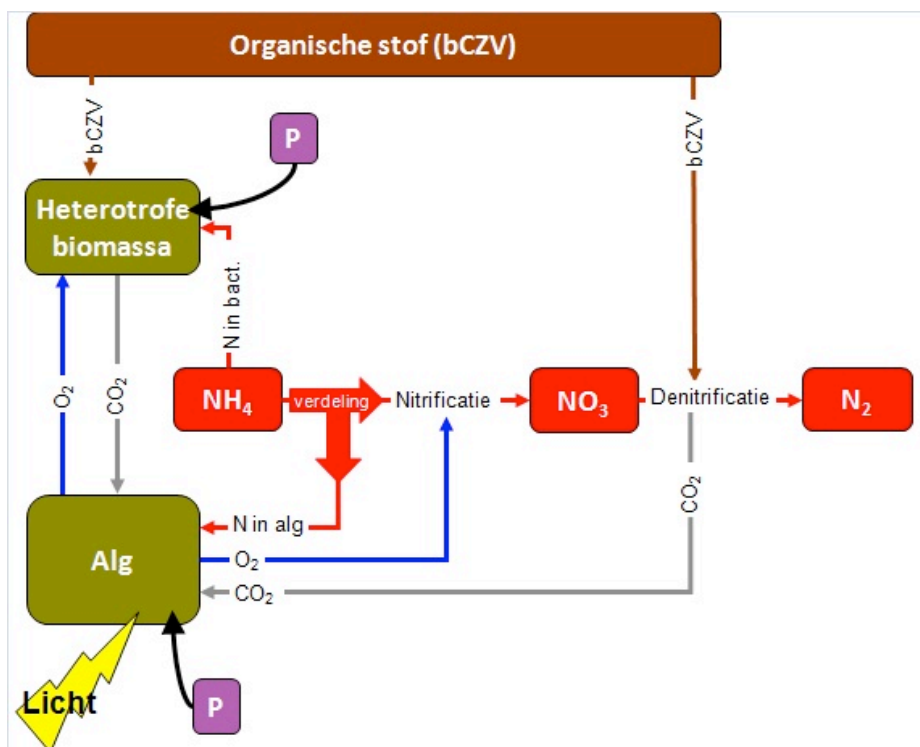 Organische stof (bCZV)
bCZV
bCZV
P
Heterotrofe
biomassa
N in bact.
O₂
CO₂
NH₄
verdeling
Nitrificatie
NO₃
Denitrificatie
N₂
CO₂
N in alg
Alg
O₂
CO₂
Licht
P